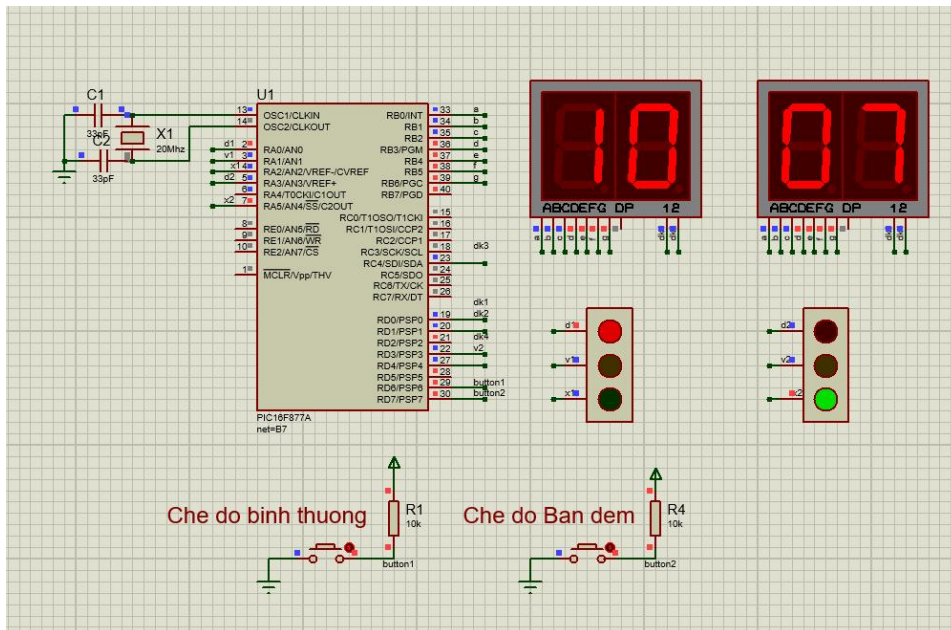 C1
33pF
C2
33pF
X1
20Mhz
U1
13 OSC1/CLKIN
14 OSC2/CLKOUT
d1 2 RA0/AN0
v1 3 RA1/AN1
x1 4 RA2/AN2/VREF-/CVREF
d2 5 RA3/AN3/VREF+
6 RA4/T0CKI/C1OUT
x2 7 RA5/AN4/SS/C2OUT
8 RE0/AN5/RD
9 RE1/AN6/WR
10 RE2/AN7/CS
1 MCLR/Vpp/THV
RB0/INT 33 a
RB1 34 b
RB2 35 c
RB3/PGM 36 d
RB4 37 e
RB5 38 f
RB6/PGC 39 g
RB7/PGD 40
RC0/T1OSO/T1CKI 15
RC1/T1OSI/CCP2 16
RC2/CCP1 17
RC3/SCK/SCL 18 dk3
RC4/SDI/SDA 23
RC5/SDO 24
RC6/TX/CK 25
RC7/RX/DT 26
dk1
RD0/PSP0 19 dk2
RD1/PSP1 20
RD2/PSP2 21 dk4
RD3/PSP3 22 v2
RD4/PSP4 27
RD5/PSP5 28
RD6/PSP6 29 button1
RD7/PSP7 30 button2
PIC16F877A
net=B7
10
ABCDEFG DP 12
a b c d e f g
07
ABCDEFG DP 12
a b c d e f g
d1
v1
x1
d2
v2
x2
Che do binh thuong
R1
10k
button1
Che do Ban dem
R4
10k
button2